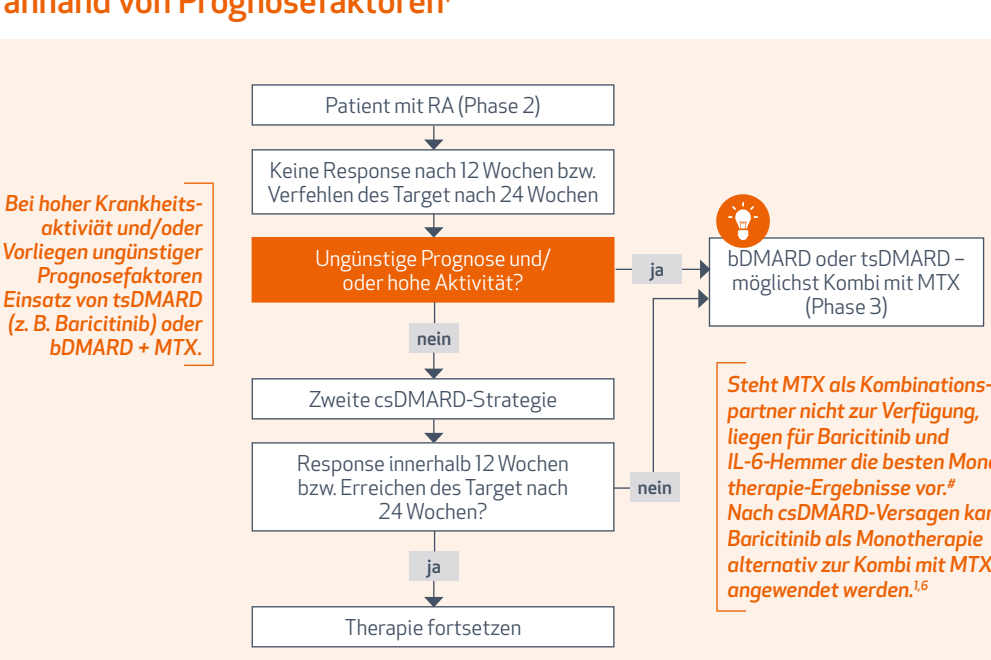 anhand von Prognosefaktoren¹
Patient mit RA (Phase 2)
Keine Response nach 12 Wochen bzw.
Verfehlen des Target nach 24 Wochen
Bei hoher Krankheits-
aktiviät und/oder
Vorliegen ungünstiger
Prognosefaktoren
Einsatz von tsDMARD
(z. B. Baricitinib) oder
bDMARD + MTX.
Ungünstige Prognose und/
oder hohe Aktivität?
ja
bDMARD oder tsDMARD –
möglichst Kombi mit MTX
(Phase 3)
nein
Zweite csDMARD-Strategie
Response innerhalb 12 Wochen
bzw. Erreichen des Target nach
24 Wochen?
nein
Steht MTX als Kombinations-
partner nicht zur Verfügung,
liegen für Baricitinib und
IL-6-Hemmer die besten Mono
therapie-Ergebnisse vor.#
Nach csDMARD-Versagen
Baricitinib als Monotherapie
alternativ zur Kombi mit MTX
angewendet werden.1,6
ja
Therapie fortsetzen